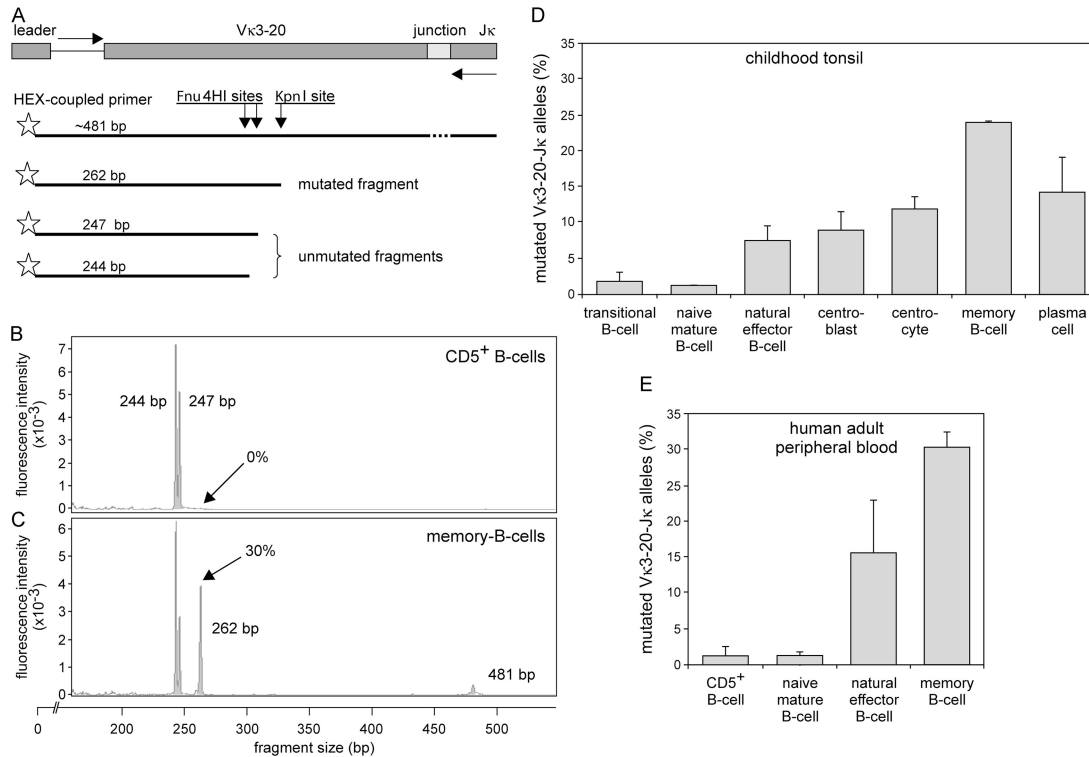 A
leader
Vκ3-20
junction
Jκ
HEX-coupled primer
Fnu4HI sites
KpnI site
~481 bp
262 bp
mutated fragment
247 bp
244 bp
unmutated fragments
B
fluorescence intensity
(x10-3)
7
6
5
4
3
2
1
0
CD5+ B-cells
244 bp
247 bp
0%
C
fluorescence intensity
(x10-3)
6
5
4
3
2
1
0
memory-B-cells
30%
262 bp
481 bp
0
200
250
300
350
400
450
500
fragment size (bp)
D
mutated Vκ3-20-Jκ alleles (%)
35
30
25
20
15
10
5
0
childhood tonsil
transitional
B-cell
naive
mature
B-cell
natural
effector
B-cell
centro-
blast
centro-
cyte
memory
B-cell
plasma
cell
E
mutated Vκ3-20-Jκ alleles (%)
35
30
25
20
15
10
5
0
human adult
peripheral blood
CD5+
B-cell
naive
mature
B-cell
natural
effector
B-cell
memory
B-cell